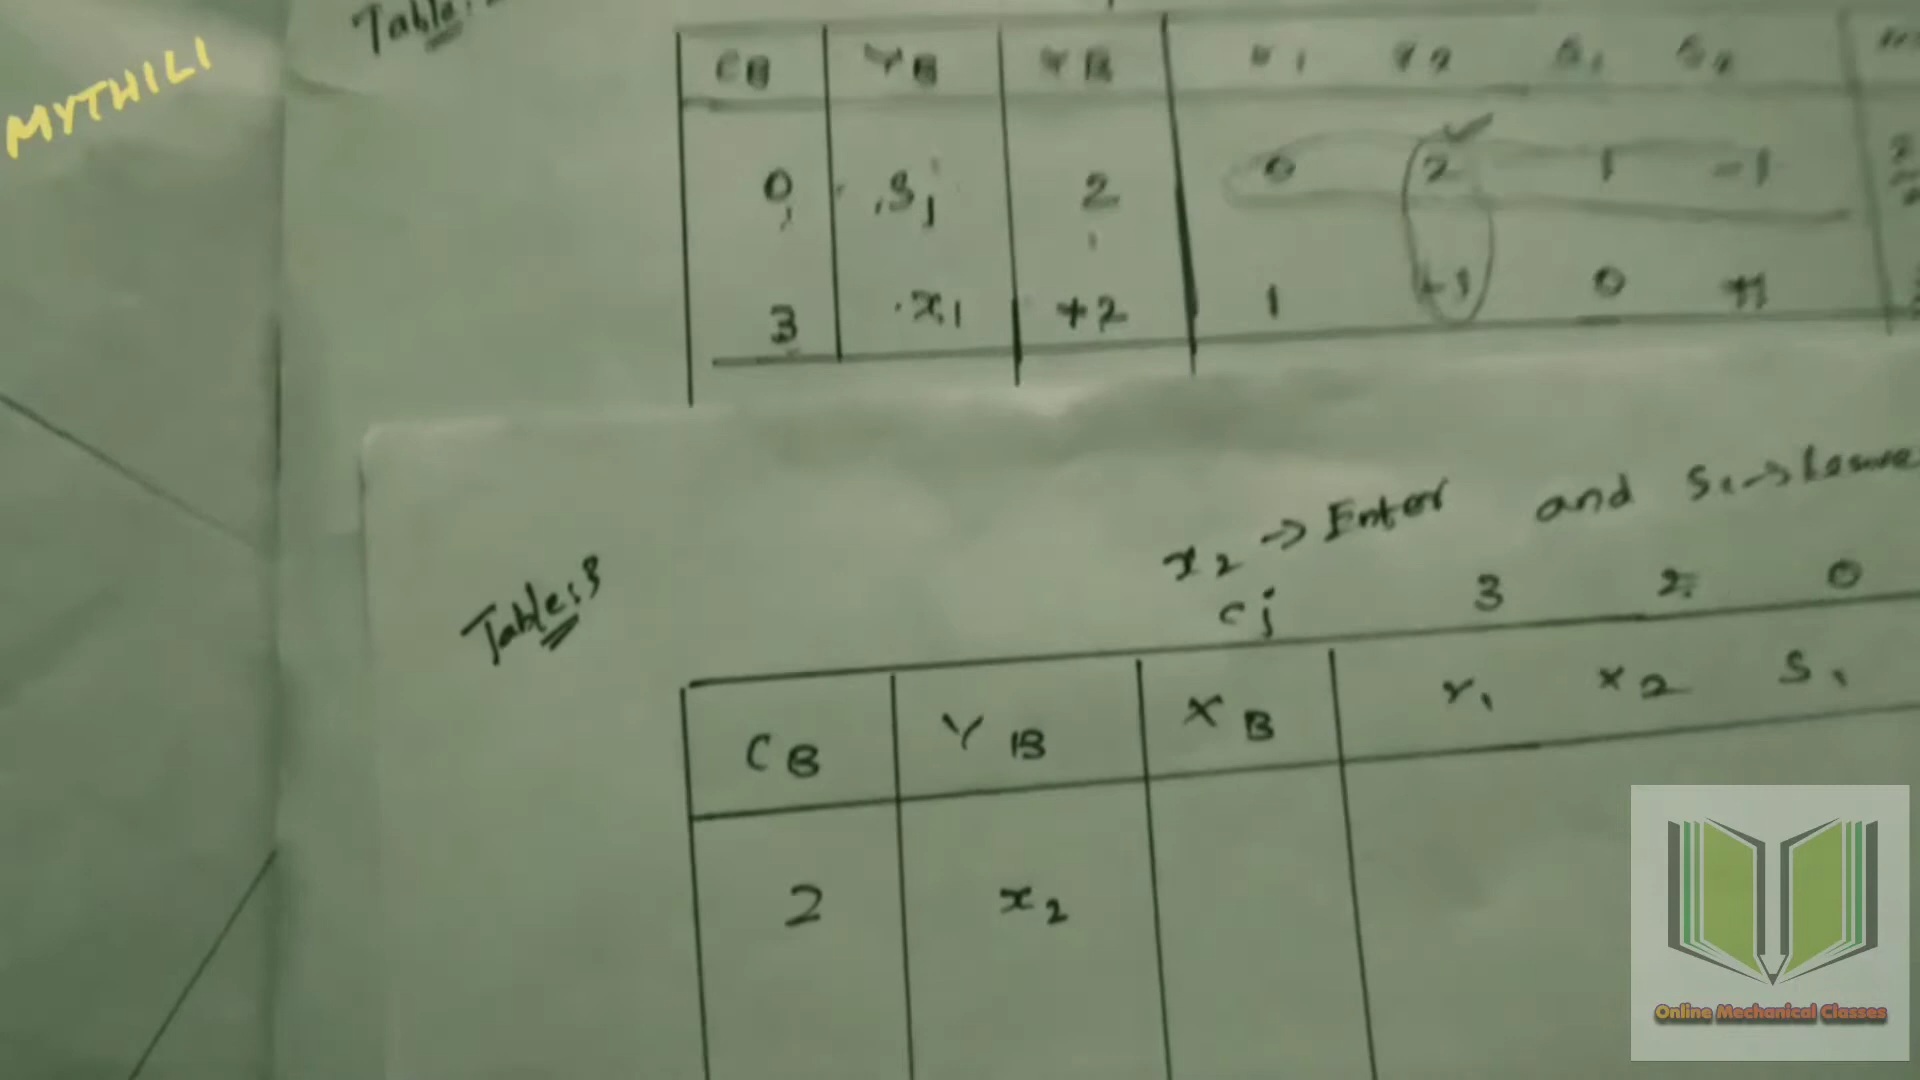 MYTHILI
Table:
CB YB XB x1 x2 S1 S2
0 S1 2 0 2 1 -1
3 x1 +2 1 +1 0 +1
x2 → Enter and S1 → Leave
Table:3
cj 3 2 0
CB YB XB x1 x2 S1
2 x2
Online Mechanical Classes